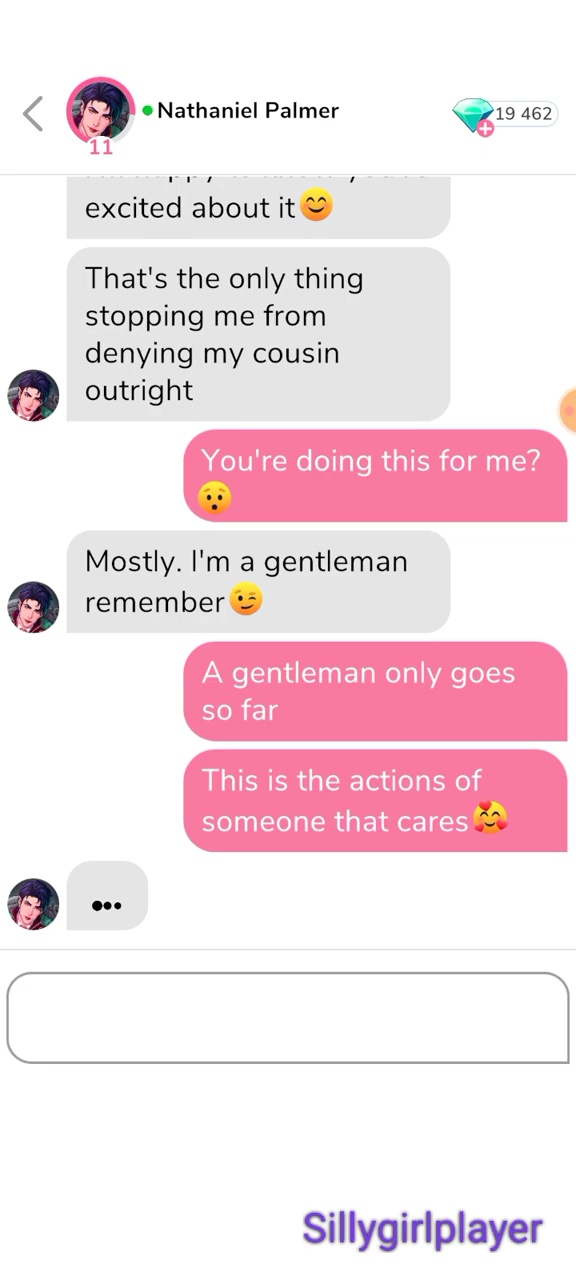 Nathaniel Palmer
19 462
11
excited about it😊
That's the only thing
stopping me from
denying my cousin
outright
You're doing this for me?
😯
Mostly. I'm a gentleman
remember😉
A gentleman only goes
so far
This is the actions of
someone that cares🥰
Sillygirlplayer